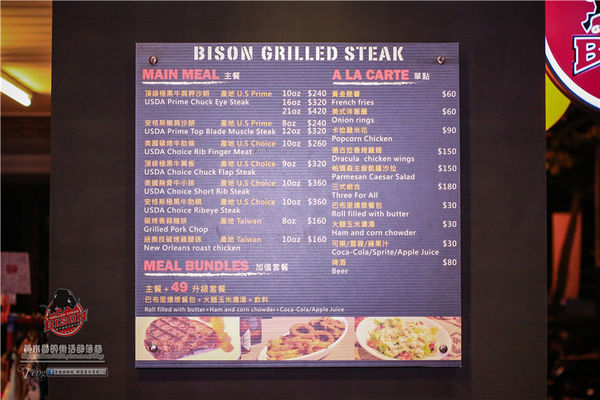 BISON GRILLED STEAK
MAIN MEAL 主餐
頂級極黑牛肩胛沙朗 產地 U.S Prime 10oz $240
USDA Prime Chuck Eye Steak 16oz $320
21oz $420
安格斯嫩肩沙朗 產地 U.S Prime 8oz $240
USDA Prime Top Blade Muscle Steak 12oz $320
美國碳烤牛肋條 產地 U.S Choice 10oz $260
USDA Choice Rib Finger Meat
頂級極黑牛翼板 產地 U.S Choice 9oz $320
USDA Choice Chuck Flap Steak
美國無骨牛小排 產地 U.S Choice 10oz $360
USDA Choice Short Rib Steak
安格斯極黑牛肋眼 產地 U.S Choice 10oz $360
USDA Choice Ribeye Steak
碳烤香蒜豬排 產地 Taiwan 8oz $160
Grilled Pork Chop
紐奧良碳烤雞腿排 產地 Taiwan 10oz $160
New Orleans roast chicken
MEAL BUNDLES 加值套餐
主餐+49 升級套餐
巴布里爆漿餐包+火腿玉米濃湯+飲料
Roll filled with butter+Ham and corn chowder+Coca-Cola/Apple Juice
A LA CARTE 單點
黃金脆薯 $60
French fries
美式洋蔥圈 $60
Onion rings
卡拉雞米花 $90
Popcorn Chicken
德古拉香烤雞翅 $150
Dracula chicken wings
帕瑪森主廚凱薩沙拉 $150
Parmesan Caesar Salad
三式組合 $180
Three For All
巴布里爆漿餐包 $30
Roll filled with butter
火腿玉米濃湯 $30
Ham and corn chowder
可樂/雪碧/蘋果汁 $30
Coca-Cola/Sprite/Apple Juice
啤酒 $80
Beer
BISON